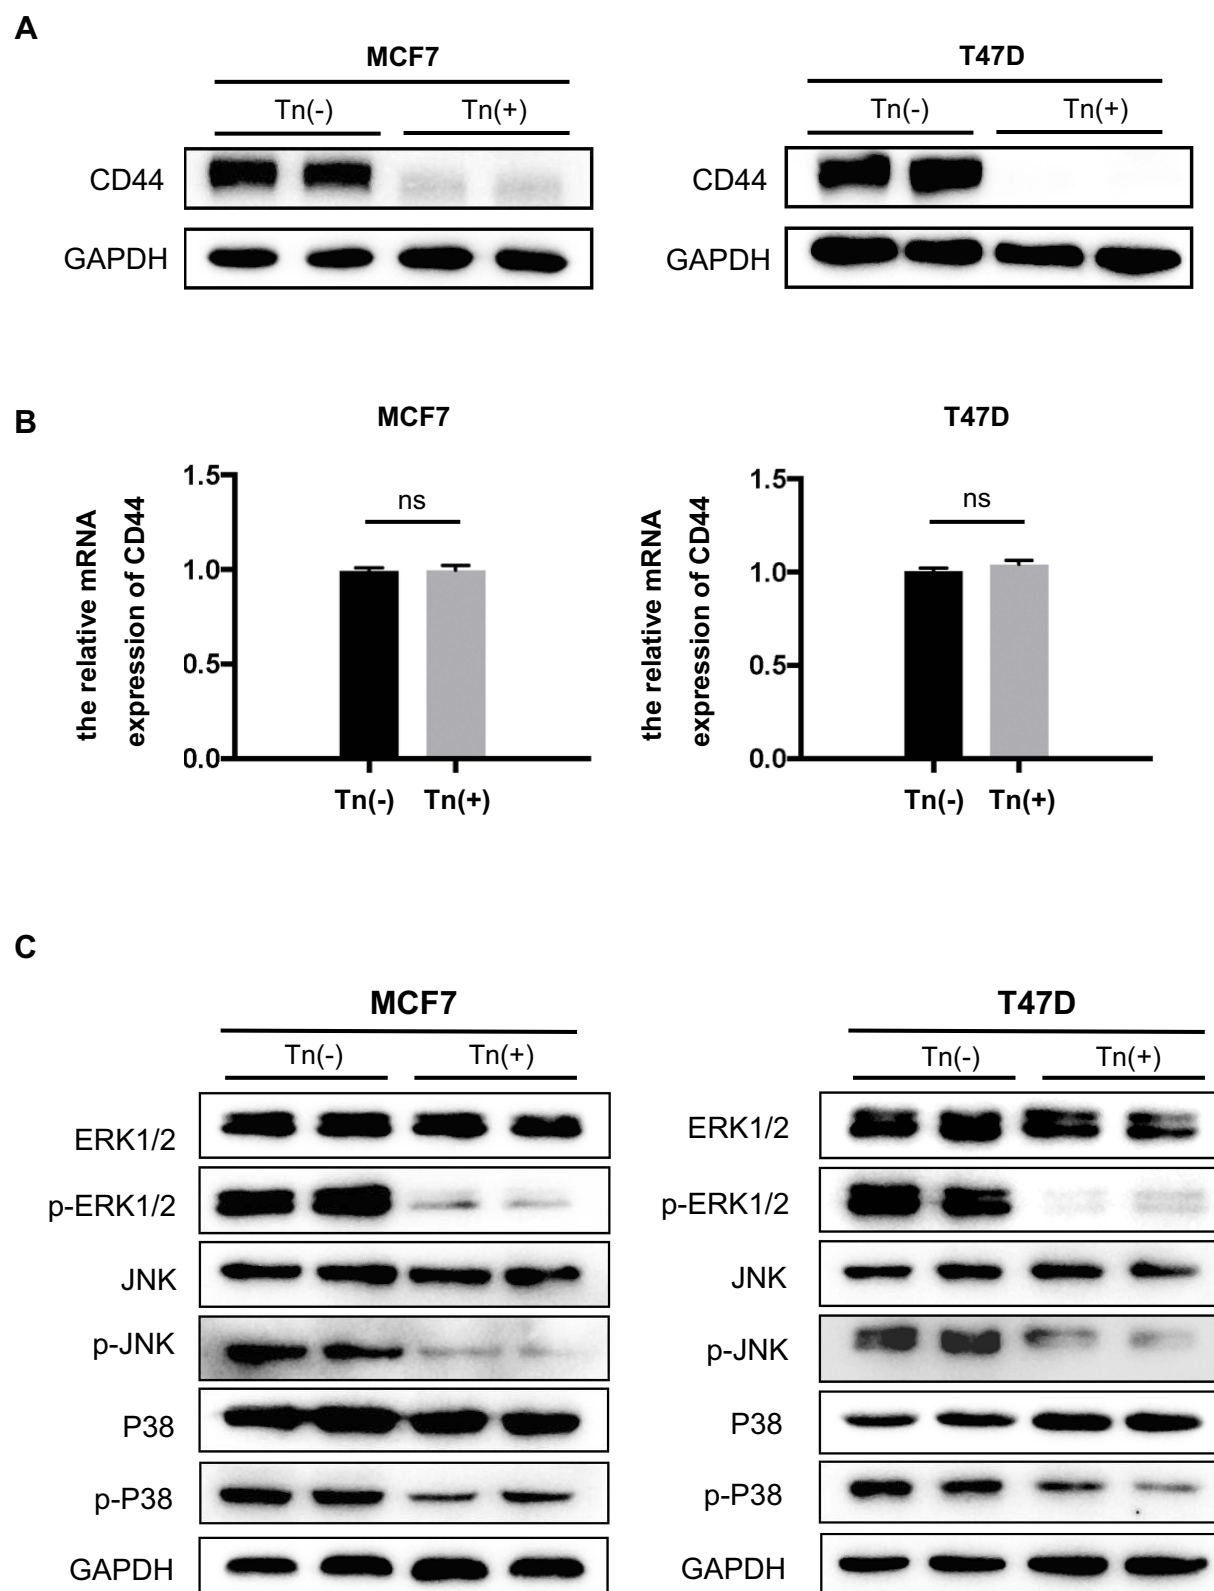 A
MCF7
T47D
Tn(-)
Tn(+)
Tn(-)
Tn(+)
CD44
CD44
GAPDH
GAPDH
B
MCF7
T47D
the relative mRNA
expression of CD44
1.5
1.0
0.5
0.0
ns
Tn(-)
Tn(+)
the relative mRNA
expression of CD44
1.5
1.0
0.5
0.0
ns
Tn(-)
Tn(+)
C
MCF7
T47D
Tn(-)
Tn(+)
Tn(-)
Tn(+)
ERK1/2
ERK1/2
p-ERK1/2
p-ERK1/2
JNK
JNK
p-JNK
p-JNK
P38
P38
p-P38
p-P38
GAPDH
GAPDH